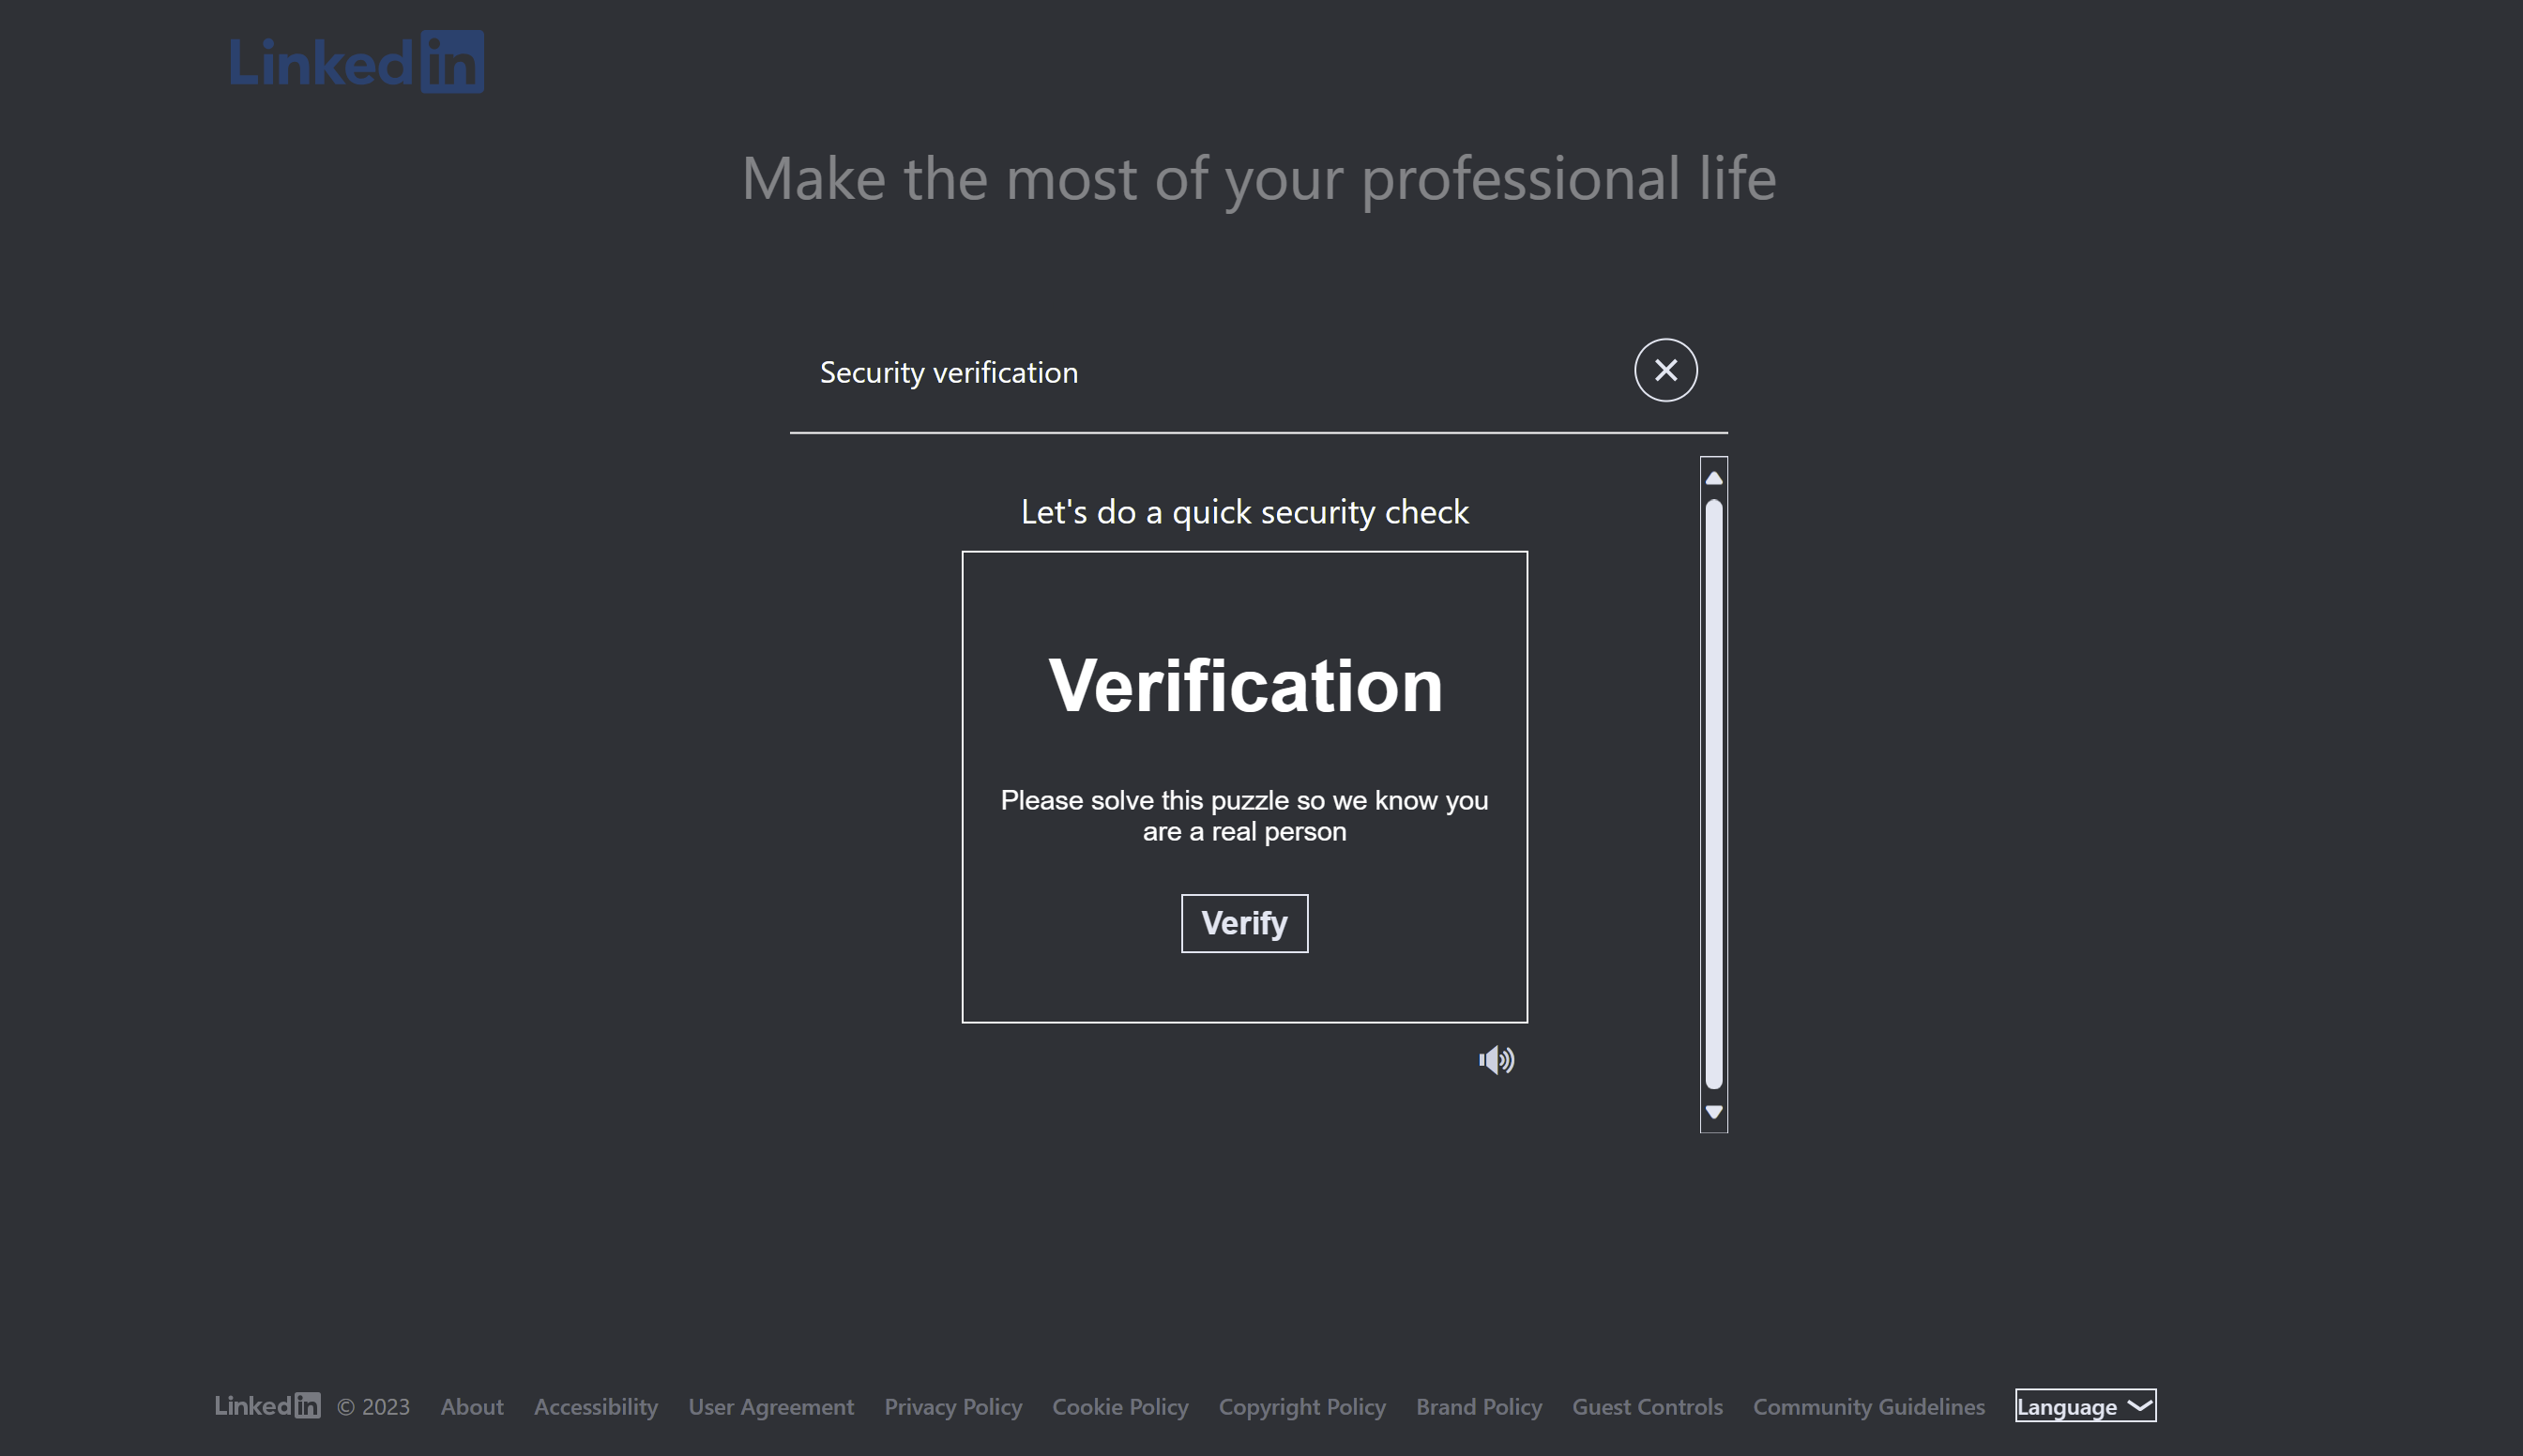 LinkedIn
Make the most of your professional life
Security verification
Let's do a quick security check
Verification
Please solve this puzzle so we know you
are a real person
Verify
LinkedIn © 2023 About Accessibility User Agreement Privacy Policy Cookie Policy Copyright Policy Brand Policy Guest Controls Community Guidelines Language